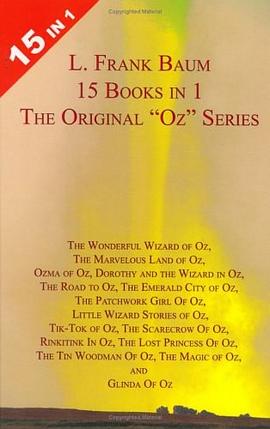 Copyrighted Material
15 IN 1
L. FRANK BAUM
15 BOOKS IN 1
THE ORIGINAL “OZ” SERIES
THE WONDERFUL WIZARD OF OZ,
THE MARVELOUS LAND OF OZ,
OZMA OF OZ, DOROTHY AND THE WIZARD IN OZ,
THE ROAD TO OZ, THE EMERALD CITY OF OZ,
THE PATCHWORK GIRL OF OZ,
LITTLE WIZARD STORIES OF OZ,
TIK-TOK OF OZ, THE SCARECROW OF OZ,
RINKITINK IN OZ, THE LOST PRINCESS OF OZ,
THE TIN WOODMAN OF OZ, THE MAGIC OF OZ,
AND
GLINDA OF OZ
Copyrighted Material